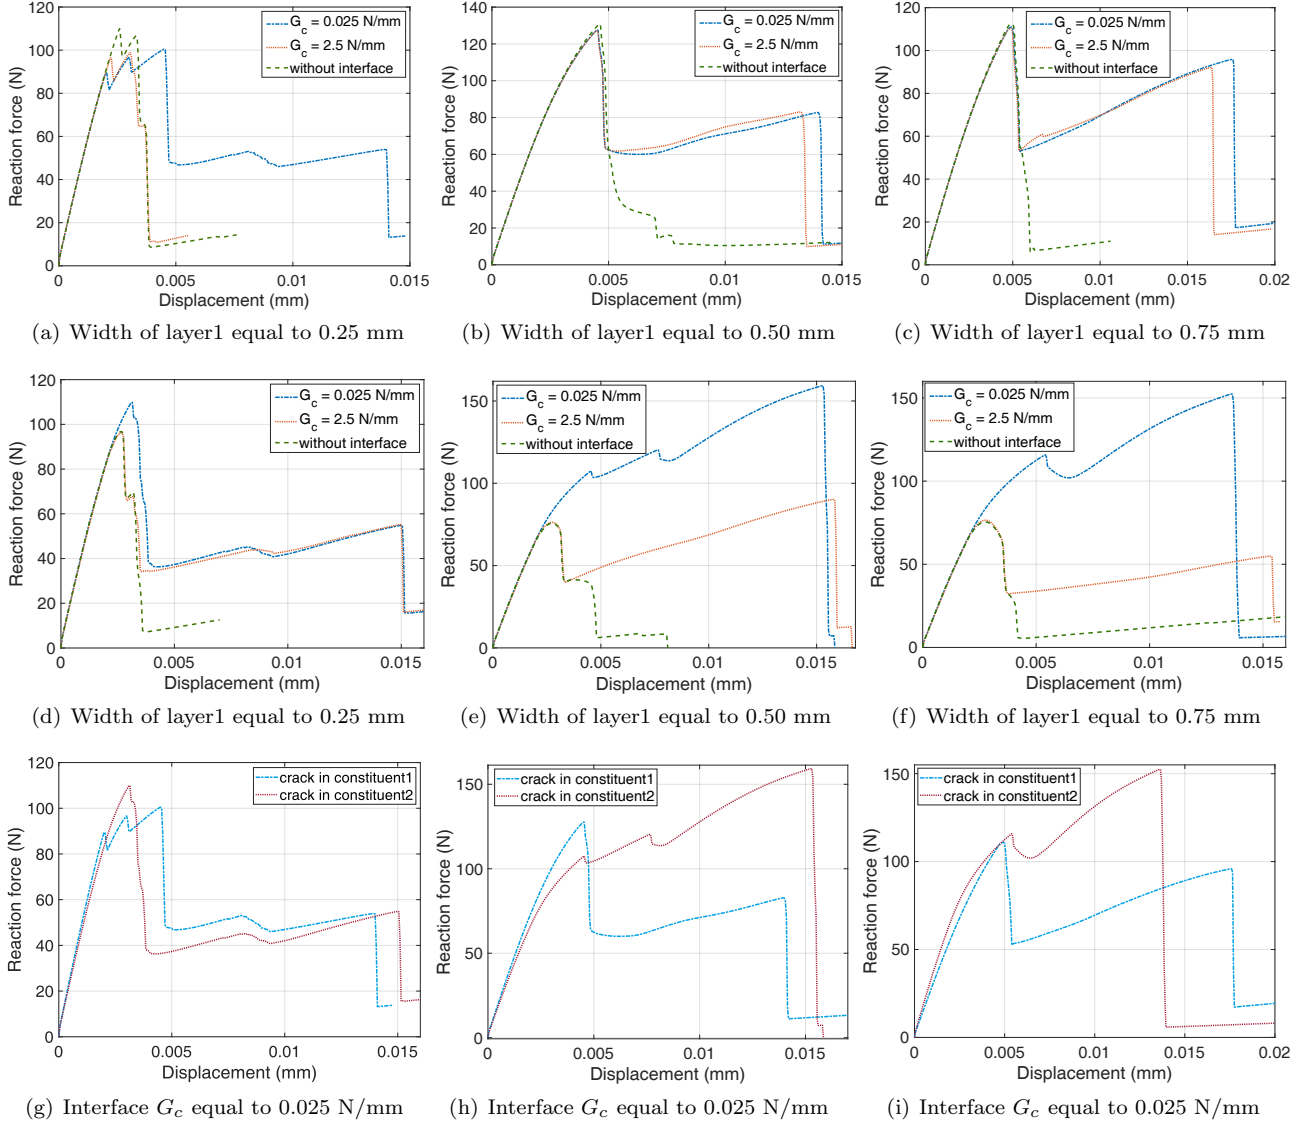 120
100
80
60
40
20
0
Reaction force (N)
G_c = 0.025 N/mm
G_c = 2.5 N/mm
without interface
0 0.005 0.01 0.015
Displacement (mm)
(a) Width of layer1 equal to 0.25 mm
140
120
100
80
60
40
20
0
Reaction force (N)
G_c = 0.025 N/mm
G_c = 2.5 N/mm
without interface
0 0.005 0.01 0.015
Displacement (mm)
(b) Width of layer1 equal to 0.50 mm
120
100
80
60
40
20
0
Reaction force (N)
G_c = 0.025 N/mm
G_c = 2.5 N/mm
without interface
0 0.005 0.01 0.015 0.02
Displacement (mm)
(c) Width of layer1 equal to 0.75 mm
120
100
80
60
40
20
0
Reaction force (N)
G_c = 0.025 N/mm
G_c = 2.5 N/mm
without interface
0 0.005 0.01 0.015
Displacement (mm)
(d) Width of layer1 equal to 0.25 mm
150
100
50
0
Reaction force (N)
G_c = 0.025 N/mm
G_c = 2.5 N/mm
without interface
0 0.005 0.01 0.015
Displacement (mm)
(e) Width of layer1 equal to 0.50 mm
150
100
50
0
Reaction force (N)
G_c = 0.025 N/mm
G_c = 2.5 N/mm
without interface
0 0.005 0.01 0.015
Displacement (mm)
(f) Width of layer1 equal to 0.75 mm
120
100
80
60
40
20
0
Reaction force (N)
crack in constituent1
crack in constituent2
0 0.005 0.01 0.015
Displacement (mm)
(g) Interface G_c equal to 0.025 N/mm
150
100
50
0
Reaction force (N)
crack in constituent1
crack in constituent2
0 0.005 0.01 0.015
Displacement (mm)
(h) Interface G_c equal to 0.025 N/mm
150
100
50
0
Reaction force (N)
crack in constituent1
crack in constituent2
0 0.005 0.01 0.015 0.02
Displacement (mm)
(i) Interface G_c equal to 0.025 N/mm